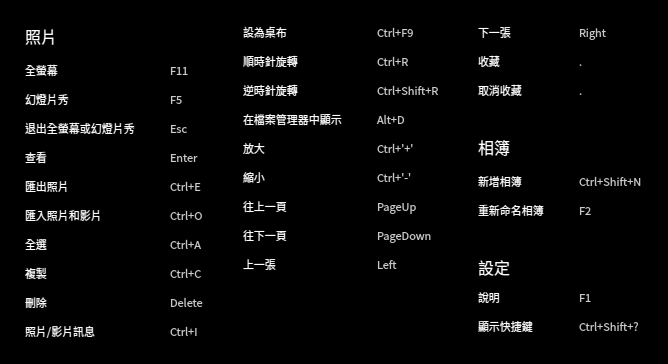 照片
全螢幕 F11
幻燈片秀 F5
退出全螢幕或幻燈片秀 Esc
查看 Enter
匯出照片 Ctrl+E
匯入照片和影片 Ctrl+O
全選 Ctrl+A
複製 Ctrl+C
刪除 Delete
照片/影片訊息 Ctrl+I
設為桌布 Ctrl+F9
順時針旋轉 Ctrl+R
逆時針旋轉 Ctrl+Shift+R
在檔案管理器中顯示 Alt+D
放大 Ctrl+'+'
縮小 Ctrl+'-'
往上一頁 PageUp
往下一頁 PageDown
上一張 Left
下一張 Right
收藏 .
取消收藏 .
相簿
新增相簿 Ctrl+Shift+N
重新命名相簿 F2
設定
說明 F1
顯示快捷鍵 Ctrl+Shift+?